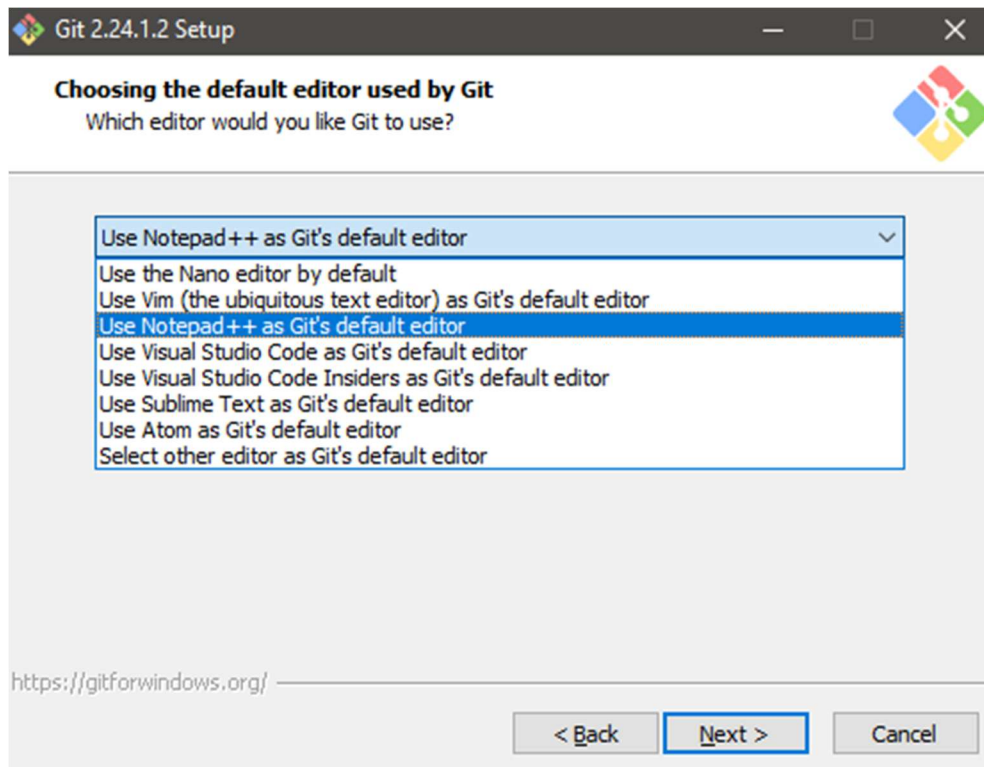 Git 2.24.1.2 Setup
Choosing the default editor used by Git
Which editor would you like Git to use?
Use Notepad++ as Git's default editor
Use the Nano editor by default
Use Vim (the ubiquitous text editor) as Git's default editor
Use Notepad++ as Git's default editor
Use Visual Studio Code as Git's default editor
Use Visual Studio Code Insiders as Git's default editor
Use Sublime Text as Git's default editor
Use Atom as Git's default editor
Select other editor as Git's default editor
https://gitforwindows.org/
< Back Next > Cancel